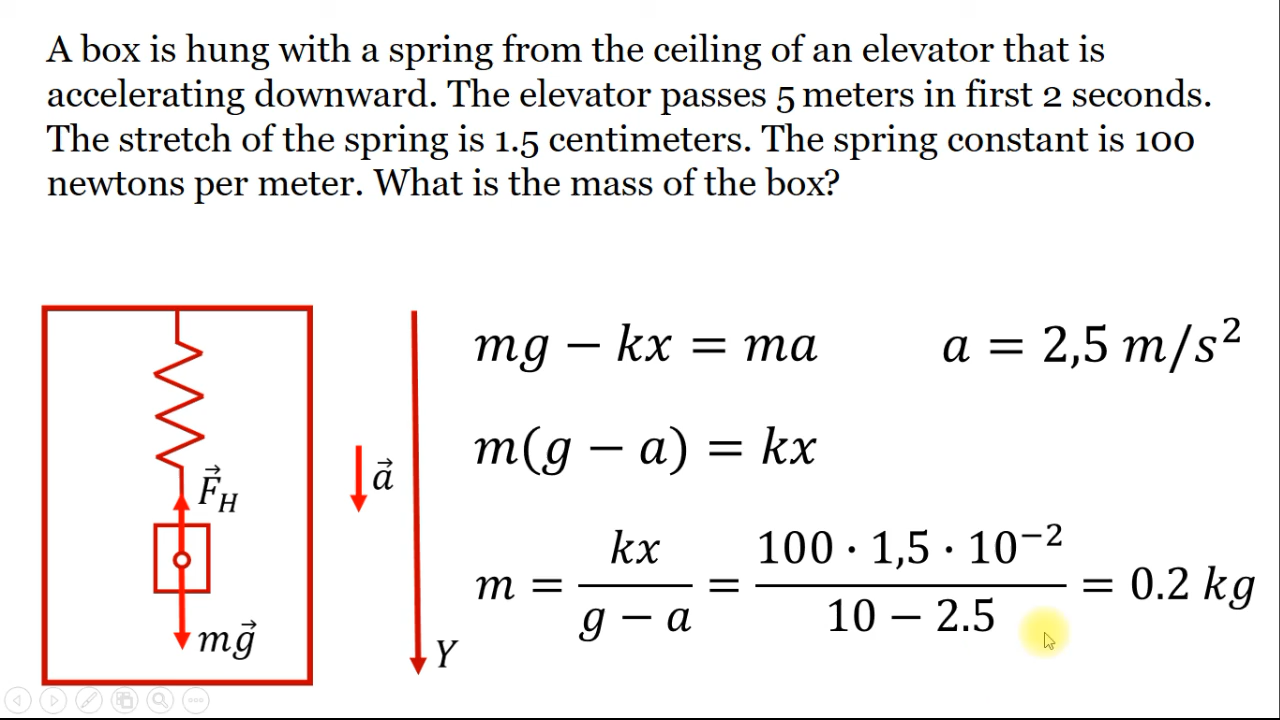 A box is hung with a spring from the ceiling of an elevator that is
accelerating downward. The elevator passes 5 meters in first 2 seconds.
The stretch of the spring is 1.5 centimeters. The spring constant is 100
newtons per meter. What is the mass of the box?
mg − kx = ma
a = 2,5 m/s²
m(g − a) = kx
m = kx / (g − a) = 100 · 1,5 · 10⁻² / (10 − 2.5) = 0.2 kg
F⃗_H
mg⃗
a⃗
Y